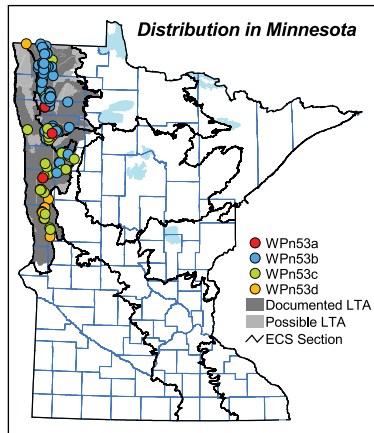 Distribution in Minnesota
WPn53a
WPn53b
WPn53c
WPn53d
Documented LTA
Possible LTA
ECS Section